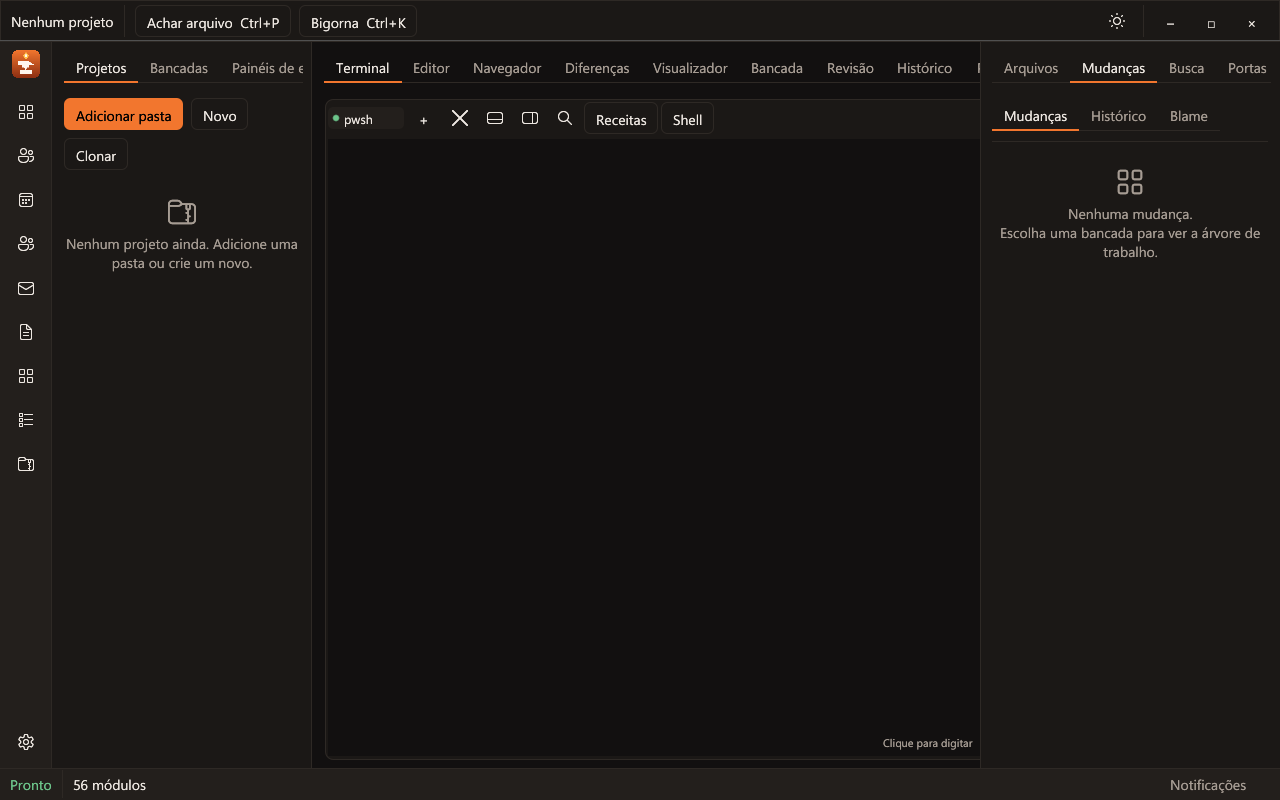 Nenhum projeto
Achar arquivo Ctrl+P
Bigorna Ctrl+K
Projetos
Bancadas
Painéis de e
Adicionar pasta
Novo
Clonar
Nenhum projeto ainda. Adicione uma
pasta ou crie um novo.
Terminal
Editor
Navegador
Diferenças
Visualizador
Bancada
Revisão
Histórico
pwsh
+
Receitas
Shell
Clique para digitar
Arquivos
Mudanças
Busca
Portas
Mudanças
Histórico
Blame
Nenhuma mudança.
Escolha uma bancada para ver a árvore de
trabalho.
Pronto
56 módulos
Notificações